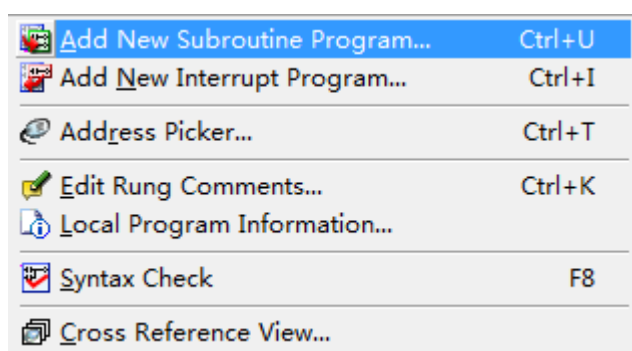 Add New Subroutine Program... Ctrl+U
Add New Interrupt Program... Ctrl+I
Address Picker... Ctrl+T
Edit Rung Comments... Ctrl+K
Local Program Information...
Syntax Check F8
Cross Reference View...